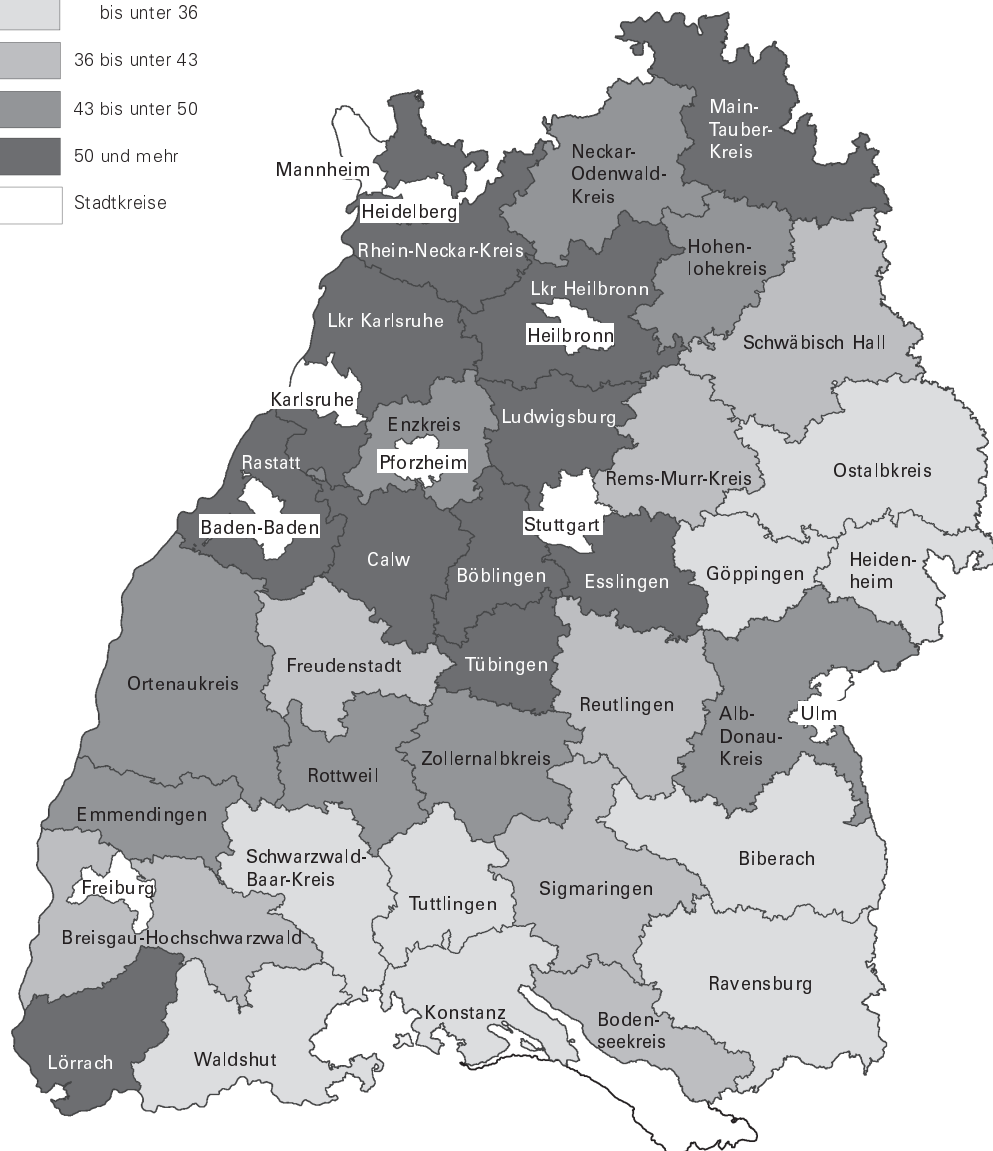 bis unter 36
36 bis unter 43
43 bis unter 50
50 und mehr
Stadtkreise
Main-
Tauber-
Kreis
Neckar-
Odenwald-
Kreis
Mannheim
Heidelberg
Rhein-Neckar-Kreis
Hohen-
lohekreis
Lkr Heilbronn
Lkr Karlsruhe
Heilbronn
Schwäbisch Hall
Karlsruhe
Enzkreis
Ludwigsburg
Pforzheim
Rastatt
Rems-Murr-Kreis
Ostalbkreis
Baden-Baden
Stuttgart
Calw
Böblingen
Esslingen
Göppingen
Heiden-
heim
Freudenstadt
Tübingen
Ortenaukreis
Reutlingen
Alb-
Donau-
Kreis
Ulm
Zollernalbkreis
Rottweil
Emmendingen
Schwarzwald-
Baar-Kreis
Biberach
Freiburg
Sigmaringen
Tuttlingen
Breisgau-Hochschwarzwald
Ravensburg
Konstanz
Boden-
seekreis
Lörrach
Waldshut